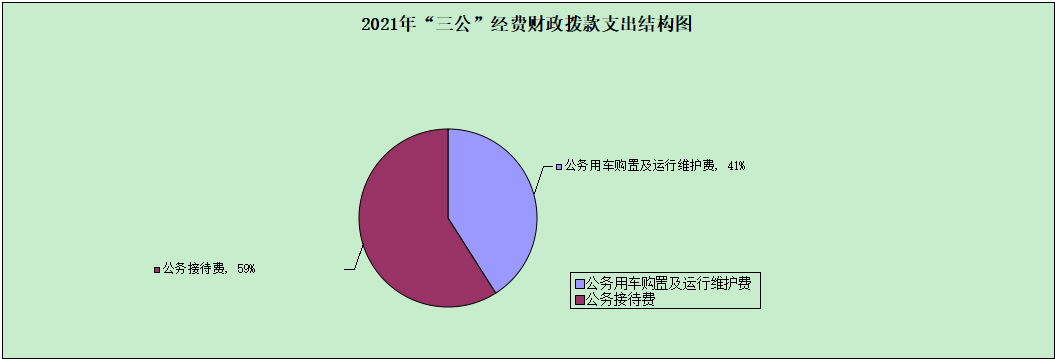 2021年“三公”经费财政拨款支出结构图
公务用车购置及运行维护费, 41%
公务接待费, 59%
公务用车购置及运行维护费
公务接待费